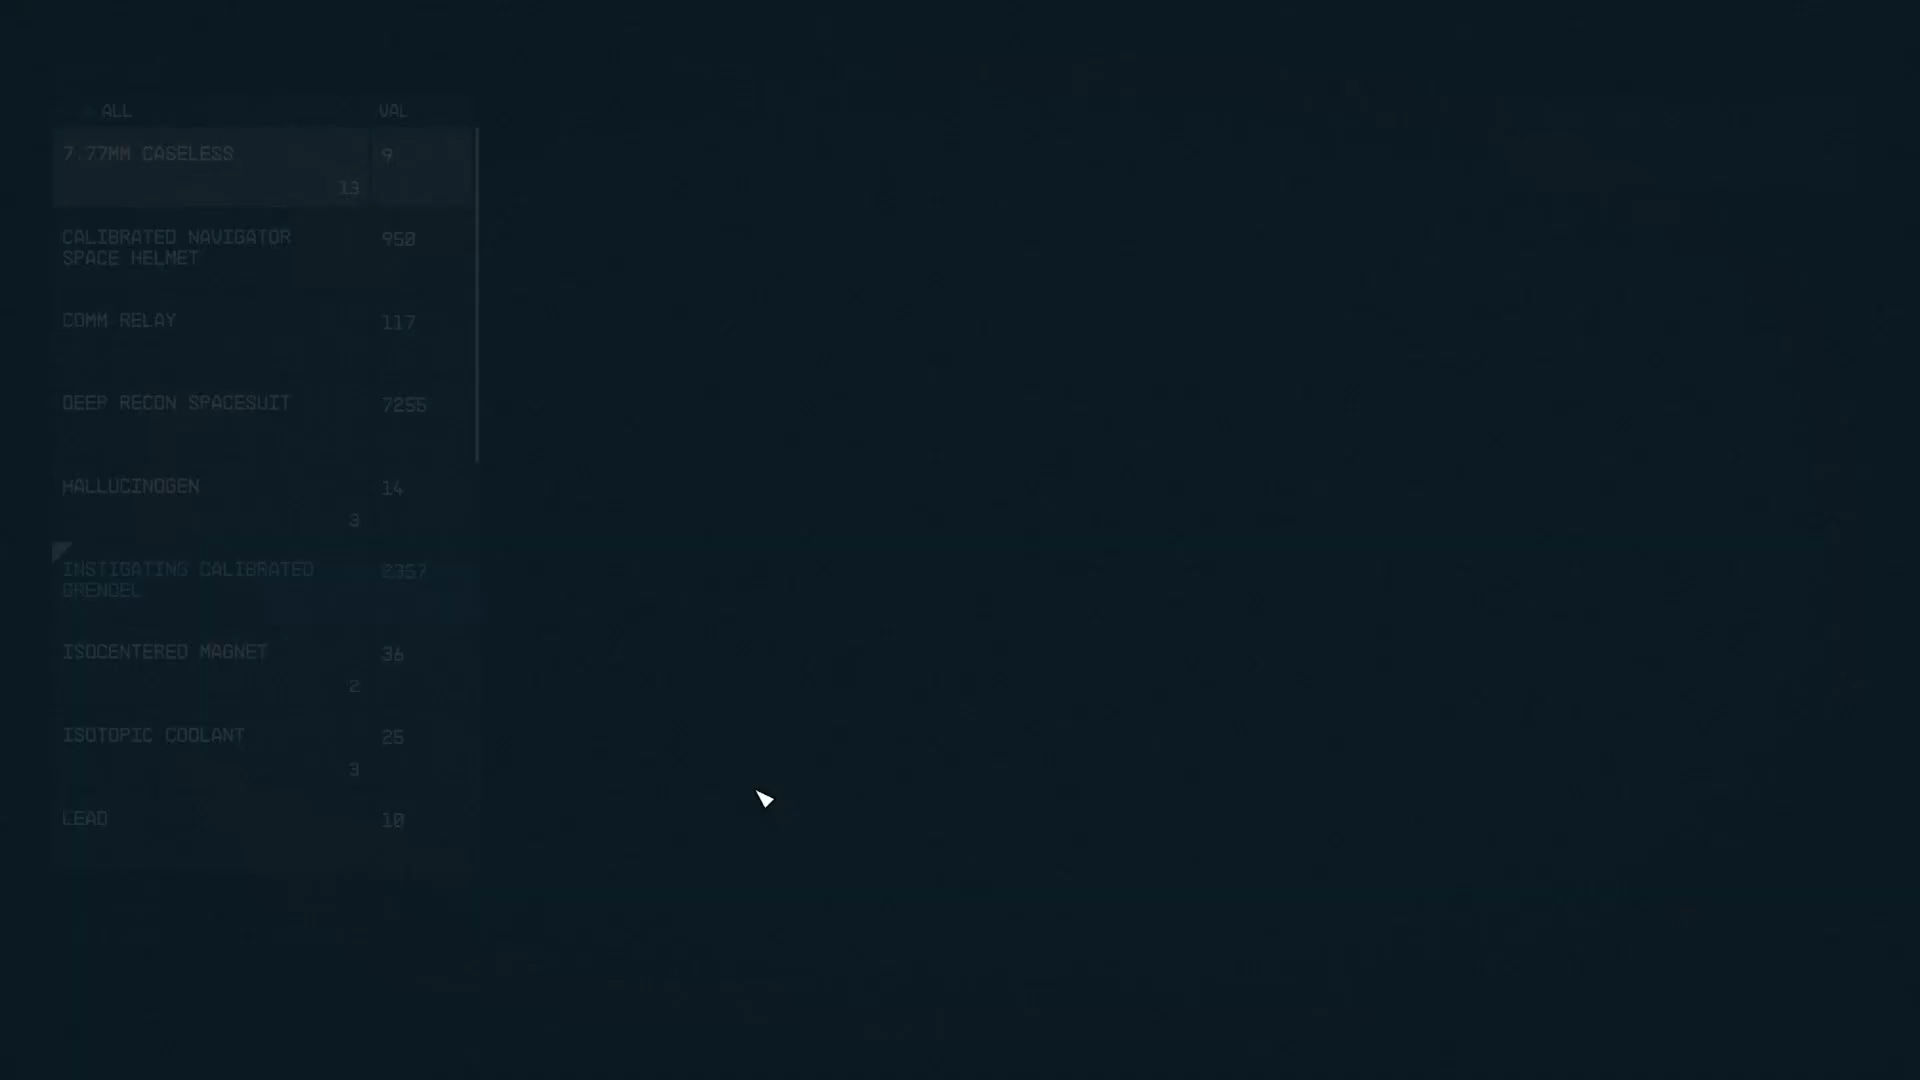 ALL VAL
7.77MM CASELESS 9
13
CALIBRATED NAVIGATOR 950
SPACE HELMET
COMM RELAY 117
DEEP RECON SPACESUIT 7255
HALLUCINOGEN 14
3
INSTIGATING CALIBRATED 2357
GRENDEL
ISOCENTERED MAGNET 36
2
ISOTOPIC COOLANT 25
3
LEAD 10